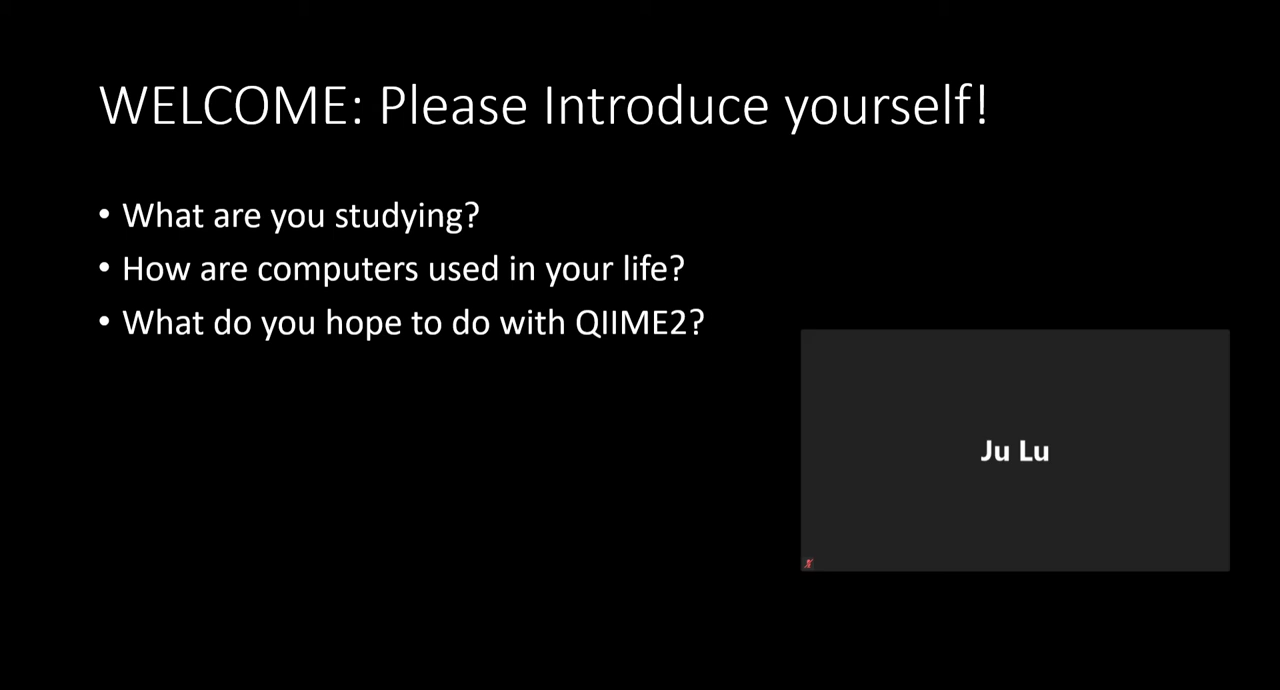 WELCOME: Please Introduce yourself!
• What are you studying?
• How are computers used in your life?
• What do you hope to do with QIIME2?
Ju Lu